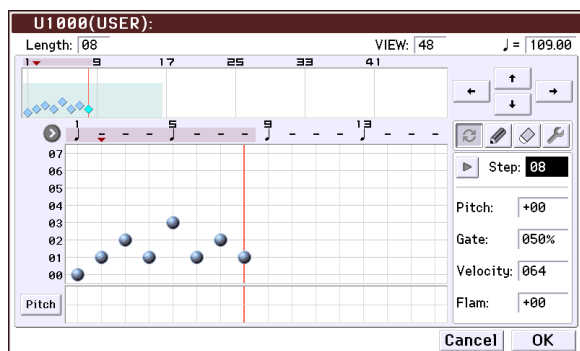 U1000(USER):
Length: 08 VIEW: 48 ♩= 109.00
1 9 17 25 33 41
1 5 9 13
07
06
05
04
03
02
01
00
Step: 08
Pitch: +00
Gate: 050%
Velocity: 064
Flam: +00
Pitch
Cancel OK